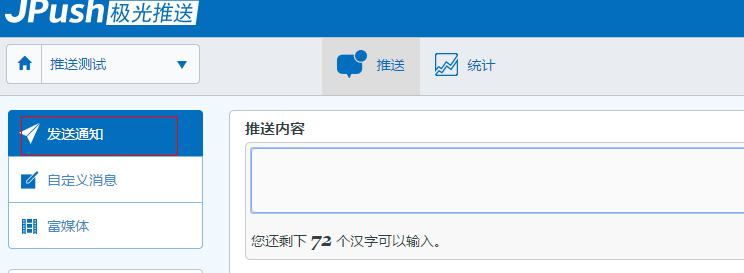 JPush极光推送
推送测试
推送
统计
发送通知
自定义消息
富媒体
推送内容
您还剩下 72 个汉字可以输入。